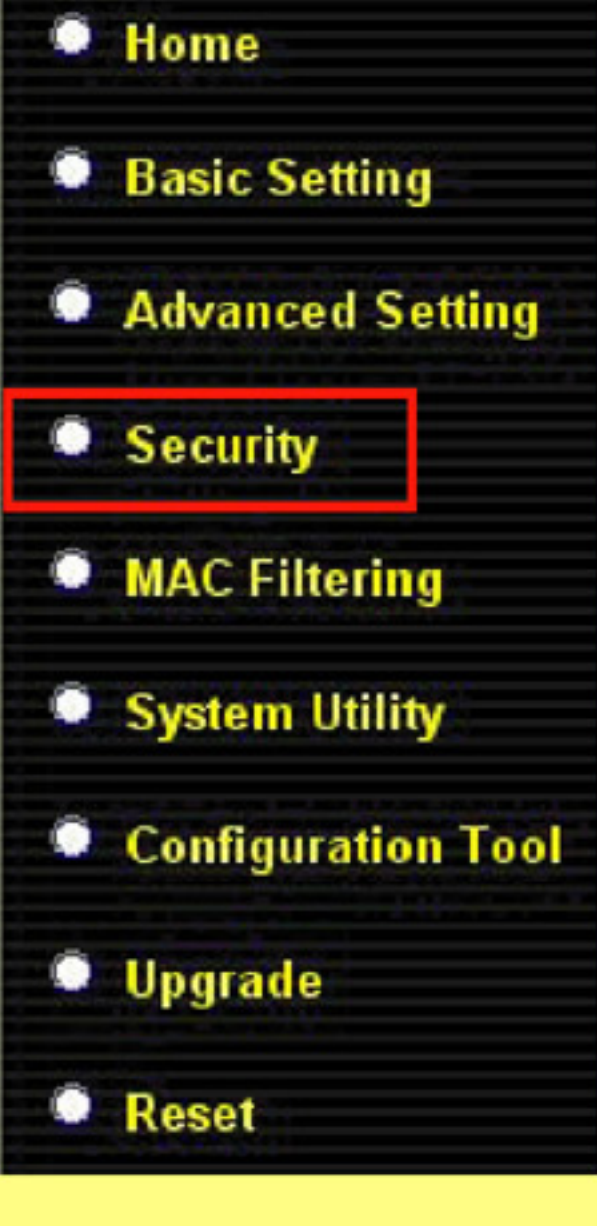 Home
Basic Setting
Advanced Setting
Security
MAC Filtering
System Utility
Configuration Tool
Upgrade
Reset